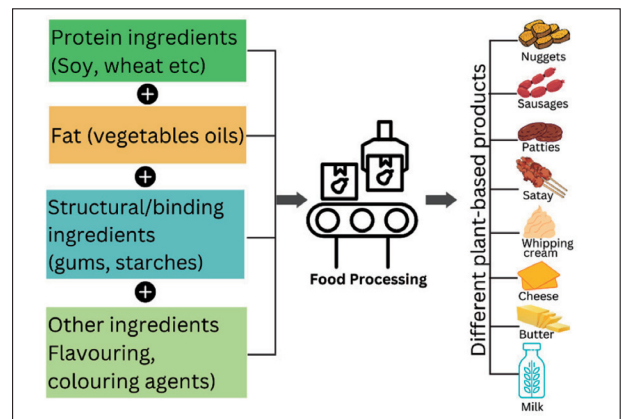 Protein ingredients
(Soy, wheat etc)
Fat (vegetables oils)
Structural/binding
ingredients
(gums, starches)
Other ingredients
Flavouring,
colouring agents)
Food Processing
Different plant-based products
Nuggets
Sausages
Patties
Satay
Whipping
cream
Cheese
Butter
Milk